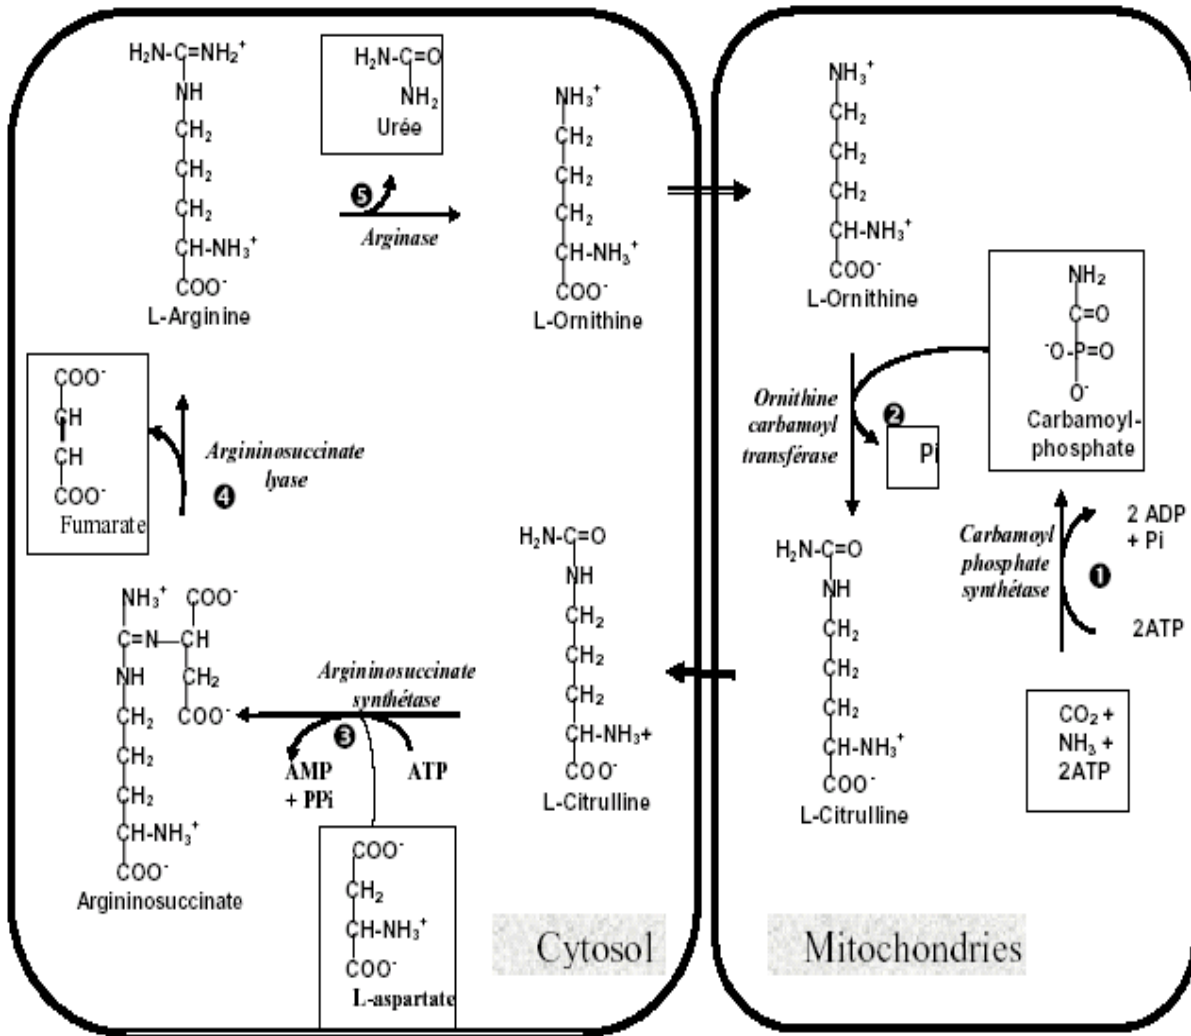 H₂N-C=NH₂⁺
NH
CH₂
CH₂
CH₂
CH-NH₃⁺
COO⁻
L-Arginine
H₂N-C=O
NH₂
Urée
❺
Arginase
NH₃⁺
CH₂
CH₂
CH₂
CH-NH₃⁺
COO⁻
L-Ornithine
NH₃⁺
CH₂
CH₂
CH₂
CH-NH₃⁺
COO⁻
L-Ornithine
NH₂
C=O
⁻O-P=O
O⁻
Carbamoyl-
phosphate
Ornithine
carbamoyl
transférase
❷
Pi
COO⁻
CH
CH
COO⁻
Fumarate
Argininosuccinate
lyase
❹
2 ADP
+ Pi
Carbamoyl
phosphate
synthétase
❶
2ATP
CO₂ +
NH₃ +
2ATP
H₂N-C=O
NH
CH₂
CH₂
CH₂
CH-NH₃⁺
COO⁻
L-Citrulline
H₂N-C=O
NH
CH₂
CH₂
CH₂
CH-NH₃+
COO⁻
L-Citrulline
Argininosuccinate
synthétase
❸
AMP
+ PPi
ATP
NH₃⁺ COO⁻
C=N—CH
NH CH₂
CH₂ COO⁻
CH₂
CH₂
CH-NH₃⁺
COO⁻
Argininosuccinate
COO⁻
CH₂
CH-NH₃⁺
COO⁻
L-aspartate
Cytosol
Mitochondries